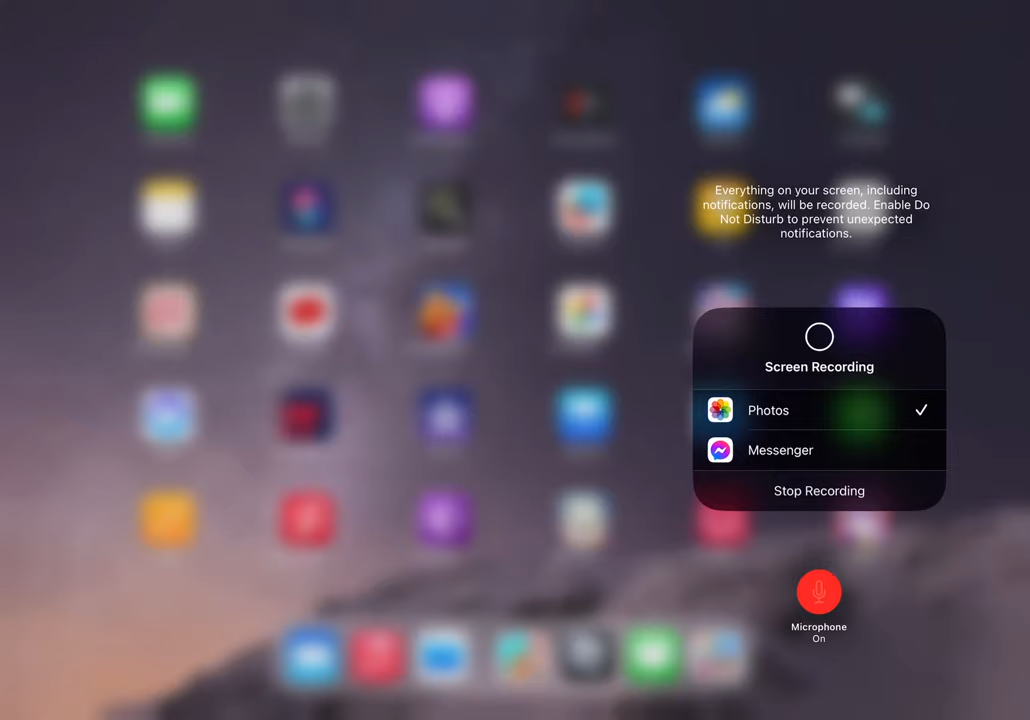 Everything on your screen, including
notifications, will be recorded. Enable Do
Not Disturb to prevent unexpected
notifications.
Screen Recording
Photos
Messenger
Stop Recording
Microphone
On